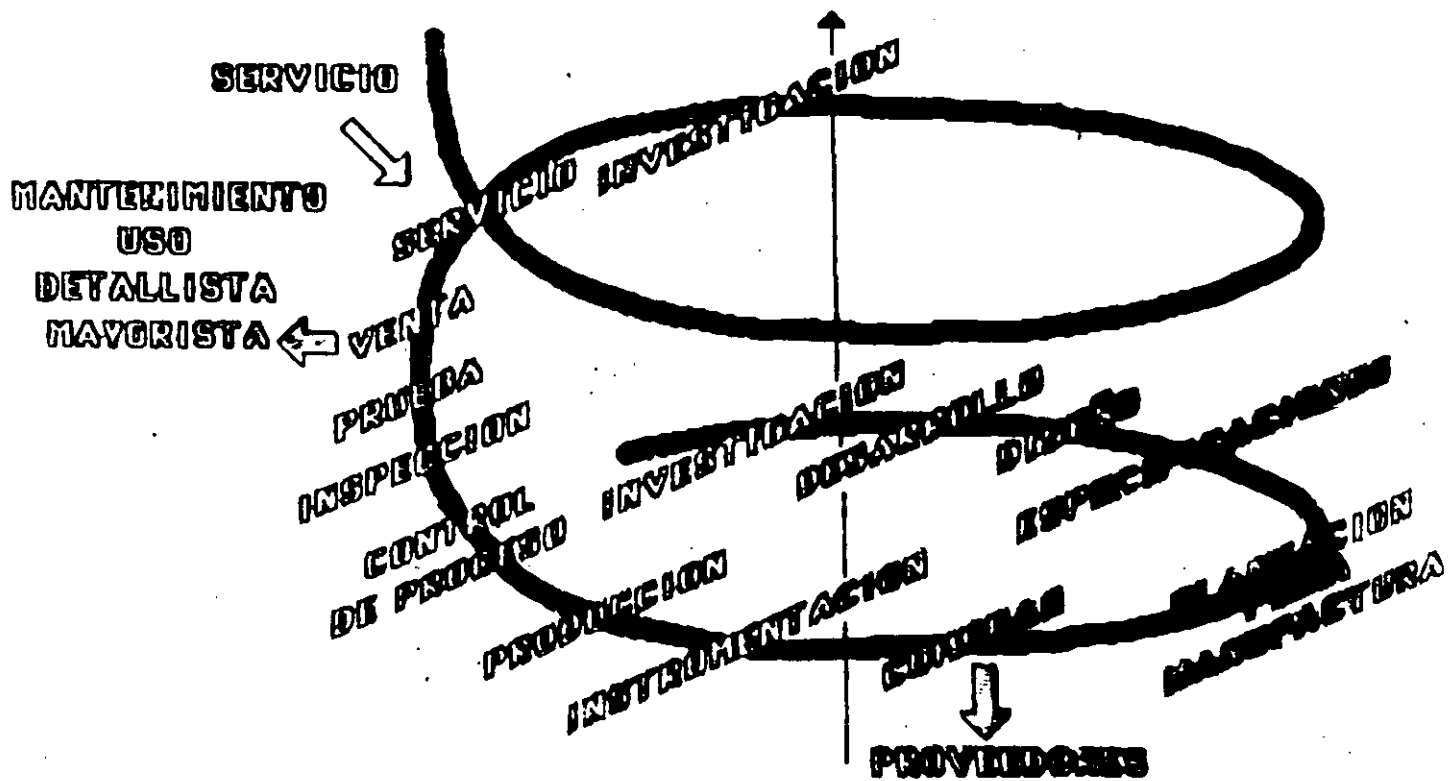 SERVICIO
INVESTIGACION
SERVICIO
MANTENIMIENTO
USO
DETALLISTA
MAYORISTA
VENTA
PRUEBA
INSPECCION
CONTROL
DE PROCESO
INVESTIGACION
DESARROLLO
DISEÑO
ESPECIFICACIONES
PLANEACION
MANUFACTURA
PRODUCCION
INSTRUMENTACION
COMPRAS
PROVEEDORES